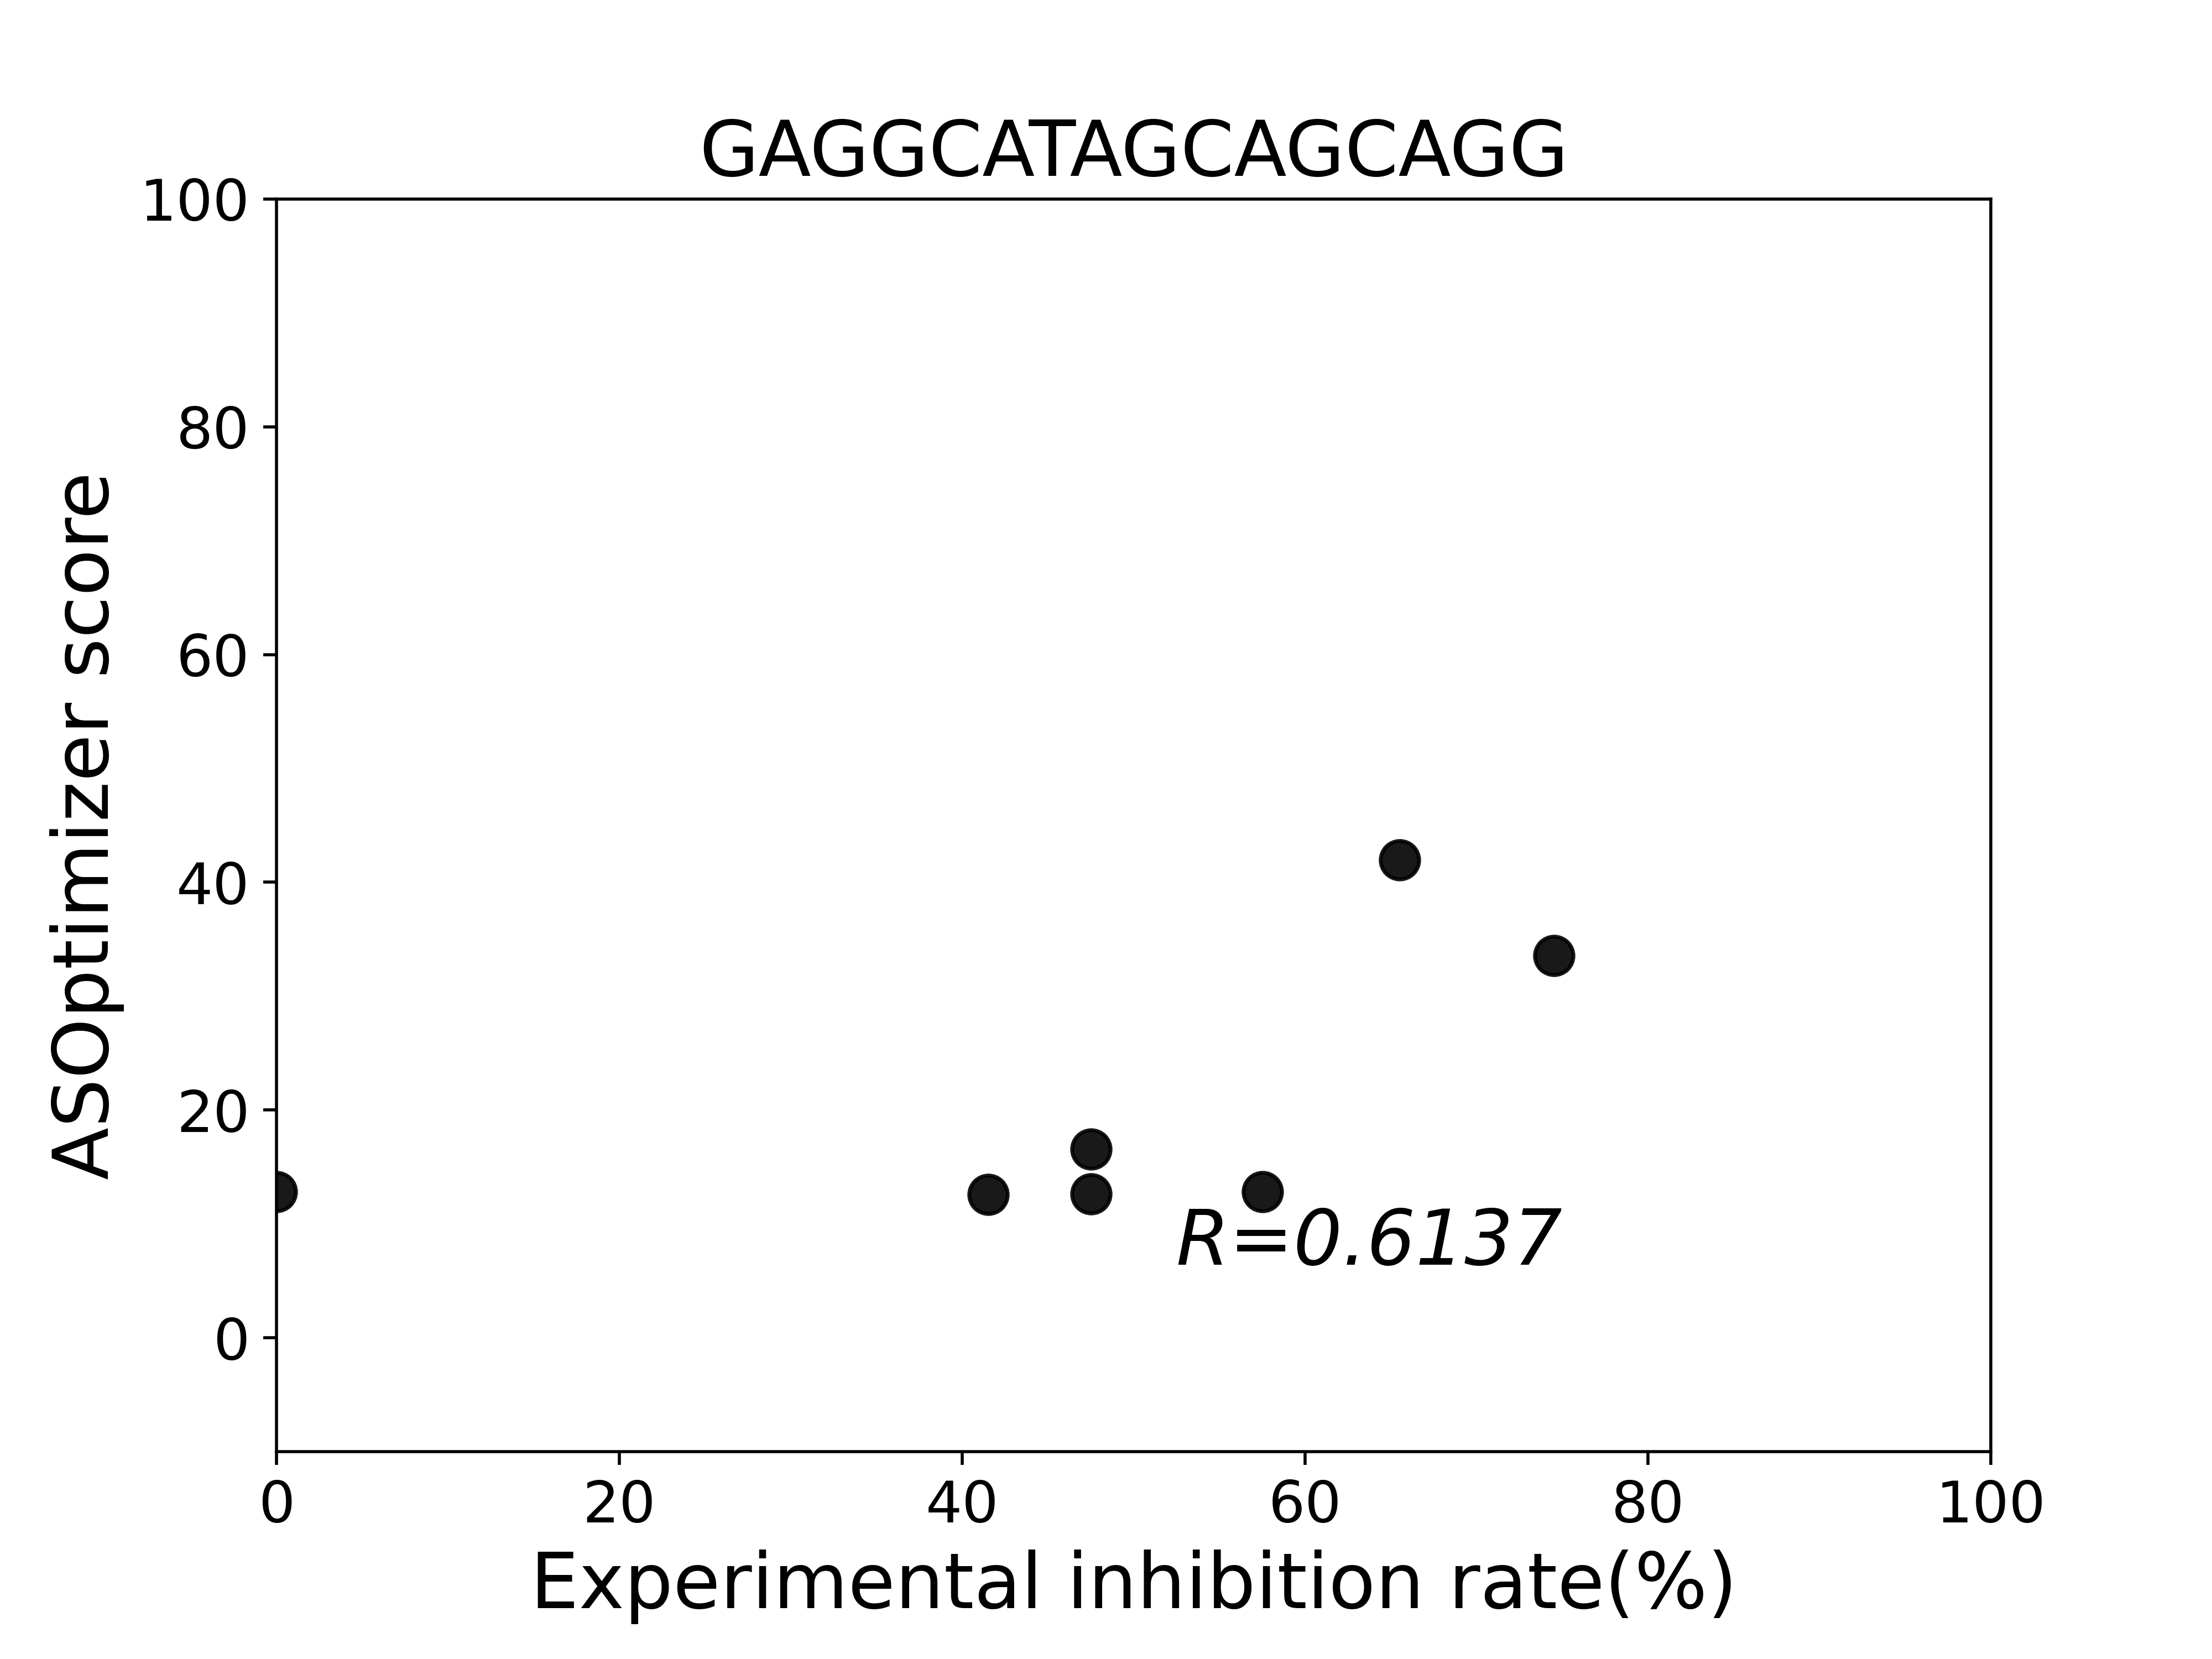 GAGGCATAGCAGCAGG
100
80
60
40
20
0
ASOptimizer score
R=0.6137
0 20 40 60 80 100
Experimental inhibition rate(%)